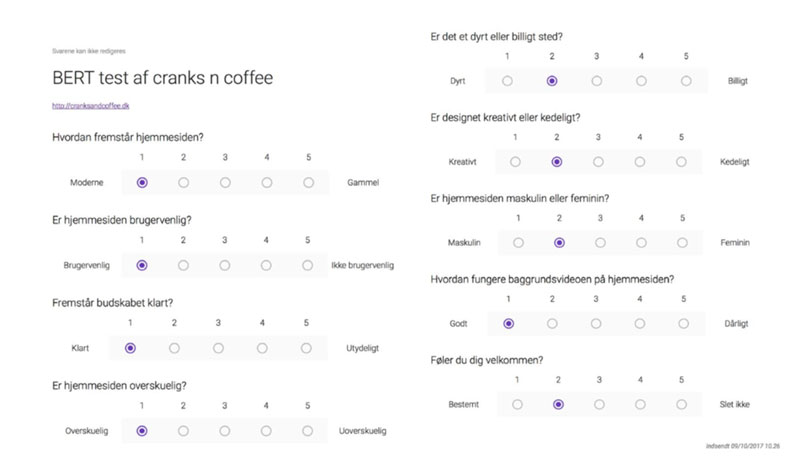 Svarene kan ikke redigeres
BERT test af cranks n coffee
http://cranksandcoffee.dk
Hvordan fremstår hjemmesiden?
1 2 3 4 5
Moderne Gammel
Er hjemmesiden brugervenlig?
1 2 3 4 5
Brugervenlig Ikke brugervenlig
Fremstår budskabet klart?
1 2 3 4 5
Klart Utydeligt
Er hjemmesiden overskuelig?
1 2 3 4 5
Overskuelig Uoverskuelig
Er det et dyrt eller billigt sted?
1 2 3 4 5
Dyrt Billigt
Er designet kreativt eller kedeligt?
1 2 3 4 5
Kreativt Kedeligt
Er hjemmesiden maskulin eller feminin?
1 2 3 4 5
Maskulin Feminin
Hvordan fungere baggrundsvideoen på hjemmesiden?
1 2 3 4 5
Godt Dårligt
Føler du dig velkommen?
1 2 3 4 5
Bestemt Slet ikke
Indsendt 09/10/2017 10.26